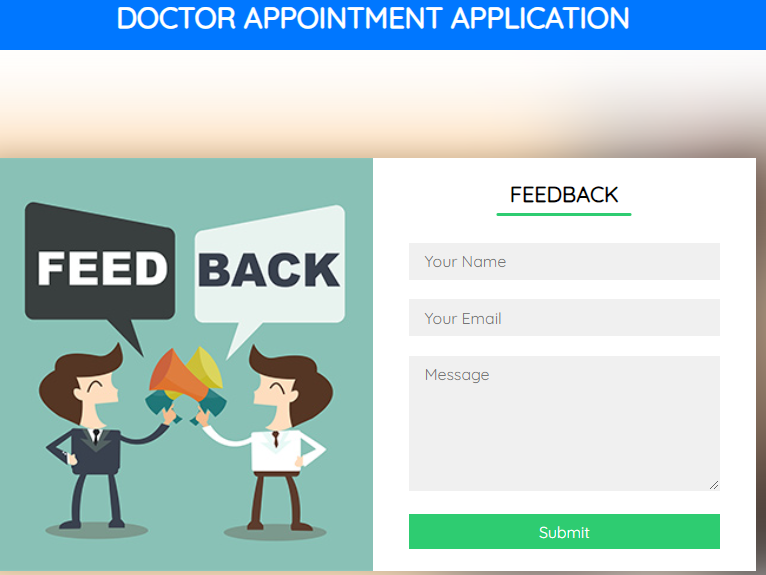 DOCTOR APPOINTMENT APPLICATION
FEED BACK
FEEDBACK
Your Name
Your Email
Message
Submit